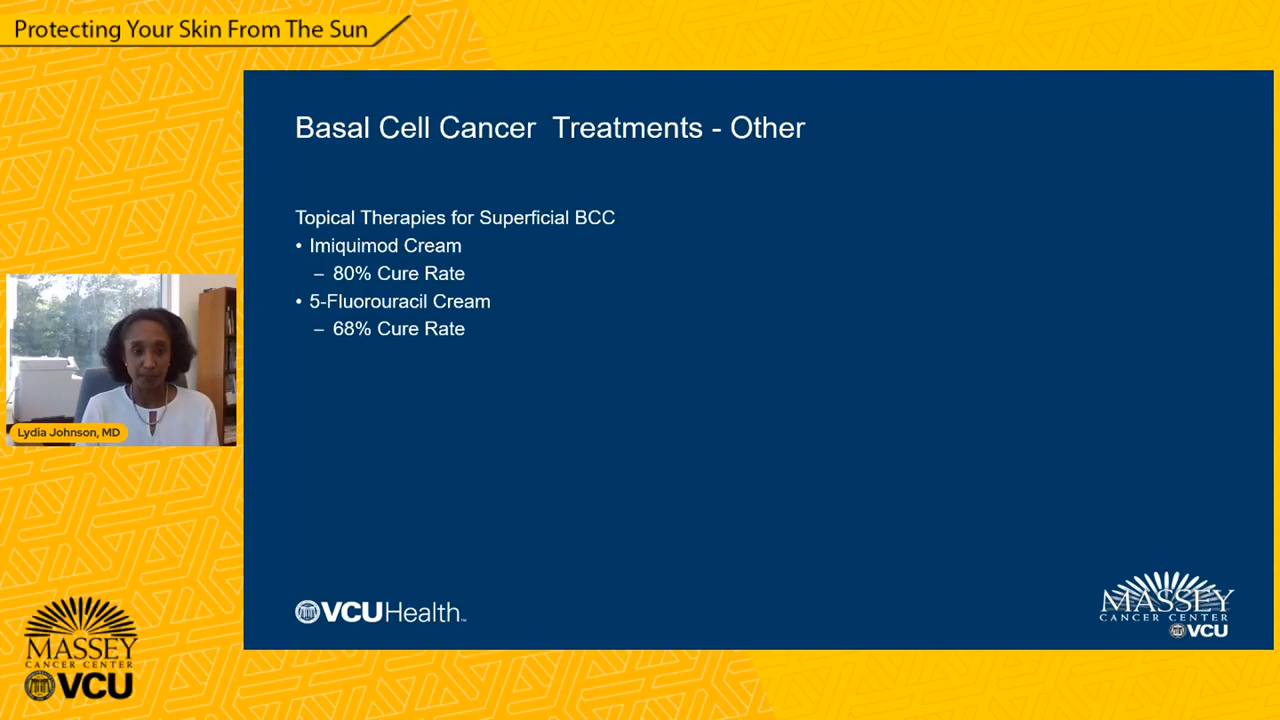 Protecting Your Skin From The Sun
Basal Cell Cancer Treatments - Other
Topical Therapies for Superficial BCC
• Imiquimod Cream
– 80% Cure Rate
• 5-Fluorouracil Cream
– 68% Cure Rate
Lydia Johnson, MD
VCUHealth™
MASSEY
CANCER CENTER
VCU
MASSEY
CANCER CENTER
VCU